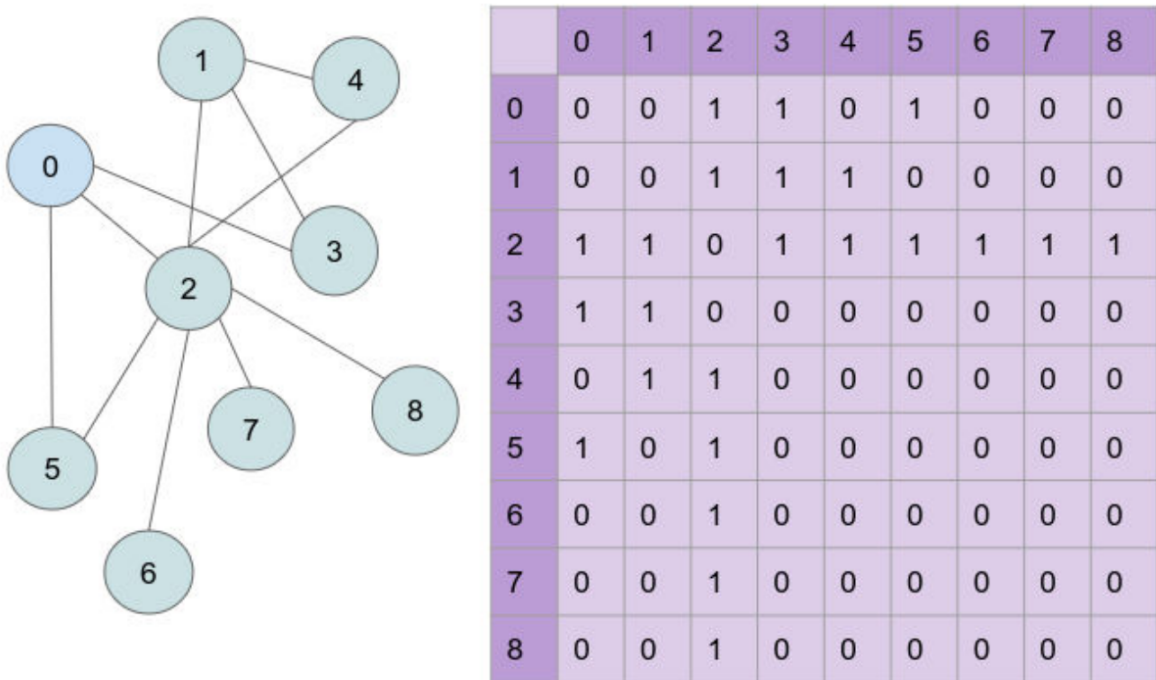 1
4
0
3
2
8
7
5
6
0 1 2 3 4 5 6 7 8
0 0 0 1 1 0 1 0 0 0
1 0 0 1 1 1 0 0 0 0
2 1 1 0 1 1 1 1 1 1
3 1 1 0 0 0 0 0 0 0
4 0 1 1 0 0 0 0 0 0
5 1 0 1 0 0 0 0 0 0
6 0 0 1 0 0 0 0 0 0
7 0 0 1 0 0 0 0 0 0
8 0 0 1 0 0 0 0 0 0